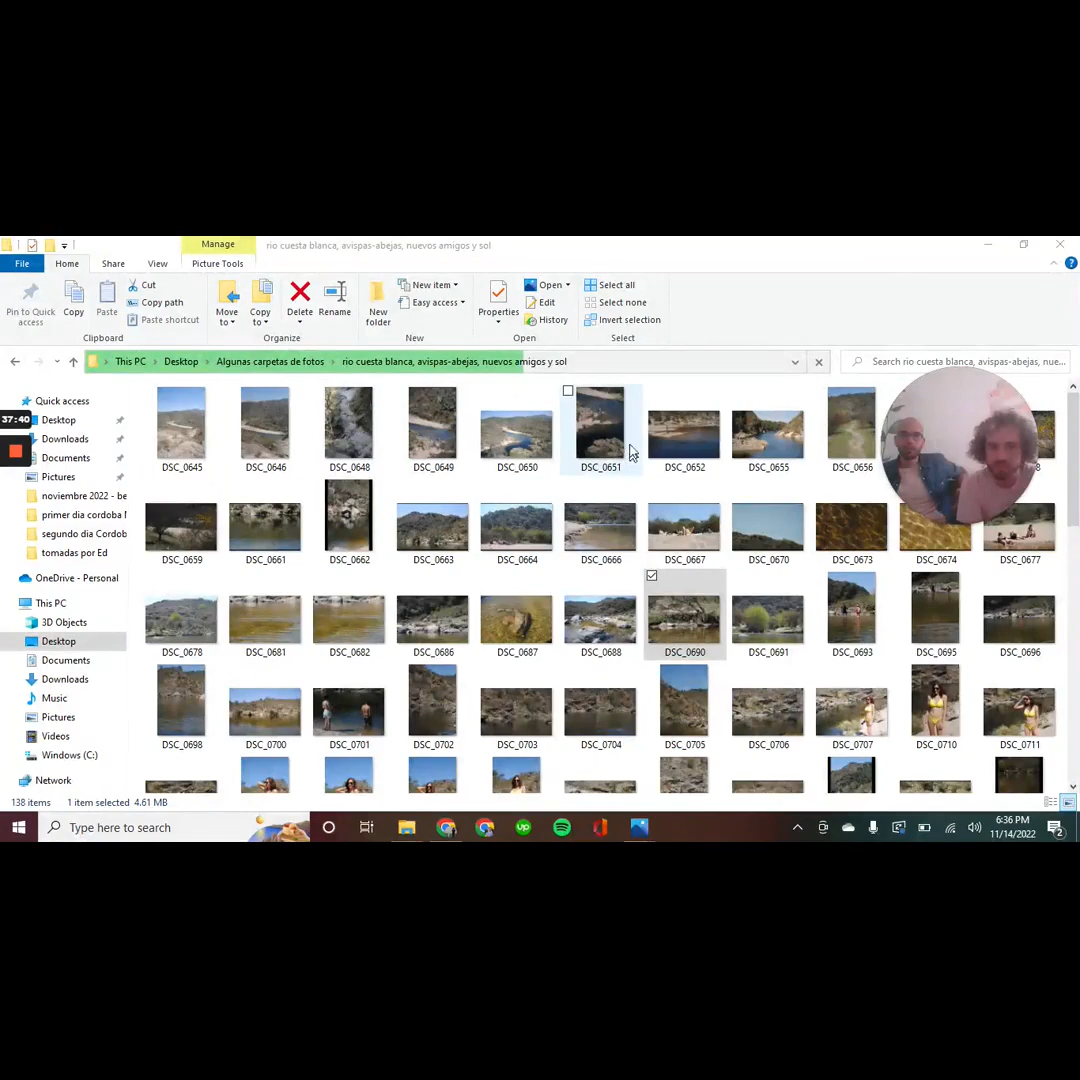 Manage
rio cuesta blanca, avispas-abejas, nuevos amigos y sol
File
Home
Share
View
Picture Tools
Pin to Quick access
Copy
Paste
Cut
Copy path
Paste shortcut
Clipboard
Move to
Copy to
Delete
Rename
Organize
New folder
New item
Easy access
New
Properties
Open
Edit
History
Open
Select all
Select none
Invert selection
Select
This PC > Desktop > Algunas carpetas de fotos > rio cuesta blanca, avispas-abejas, nuevos amigos y sol
Search rio cuesta blanca, avispas-abejas, nue...
Quick access
Desktop
Downloads
Documents
Pictures
noviembre 2022 - be
primer dia cordoba
segundo dia Cordob
tomadas por Ed
OneDrive - Personal
This PC
3D Objects
Desktop
Documents
Downloads
Music
Pictures
Videos
Windows (C:)
Network
37:40
DSC_0645 DSC_0646 DSC_0648 DSC_0649 DSC_0650 DSC_0651 DSC_0652 DSC_0655 DSC_0656 8
DSC_0659 DSC_0661 DSC_0662 DSC_0663 DSC_0664 DSC_0666 DSC_0667 DSC_0670 DSC_0673 DSC_0674 DSC_0677
DSC_0678 DSC_0681 DSC_0682 DSC_0686 DSC_0687 DSC_0688 DSC_0690 DSC_0691 DSC_0693 DSC_0695 DSC_0696
DSC_0698 DSC_0700 DSC_0701 DSC_0702 DSC_0703 DSC_0704 DSC_0705 DSC_0706 DSC_0707 DSC_0710 DSC_0711
138 items 1 item selected 4.61 MB
Type here to search
up
6:36 PM
11/14/2022
2